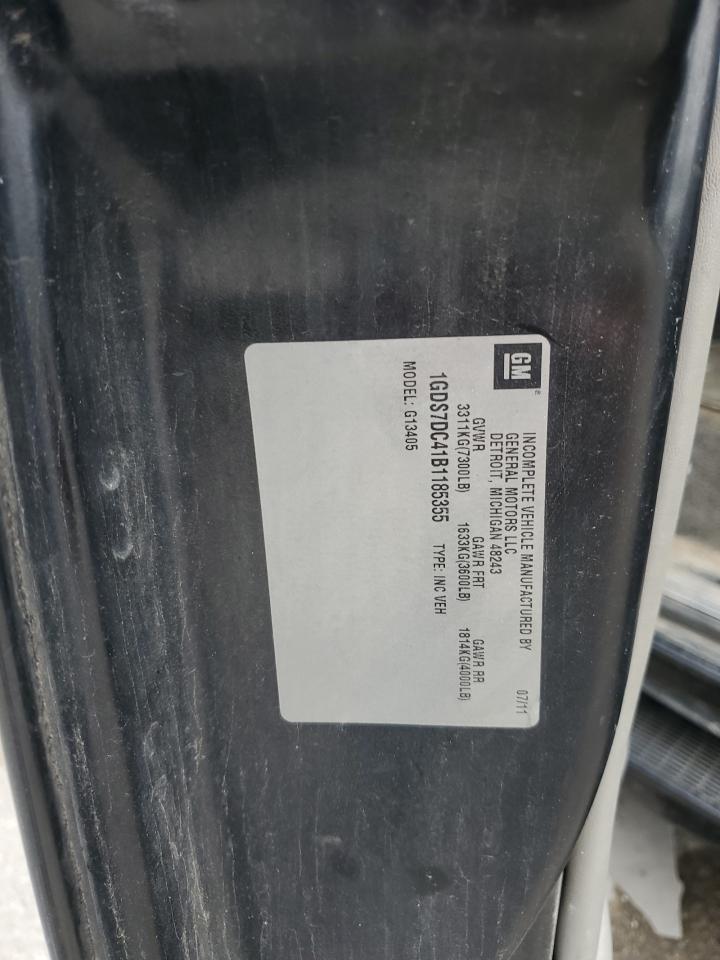 GM®
INCOMPLETE VEHICLE MANUFACTURED BY
GENERAL MOTORS LLC
DETROIT, MICHIGAN 48243
07/11
GVWR GAWR FRT GAWR RR
3311KG(7300LB) 1633KG(3600LB) 1814KG(4000LB)
1GDS7DC41B1185355 TYPE: INC VEH
MODEL: G13405